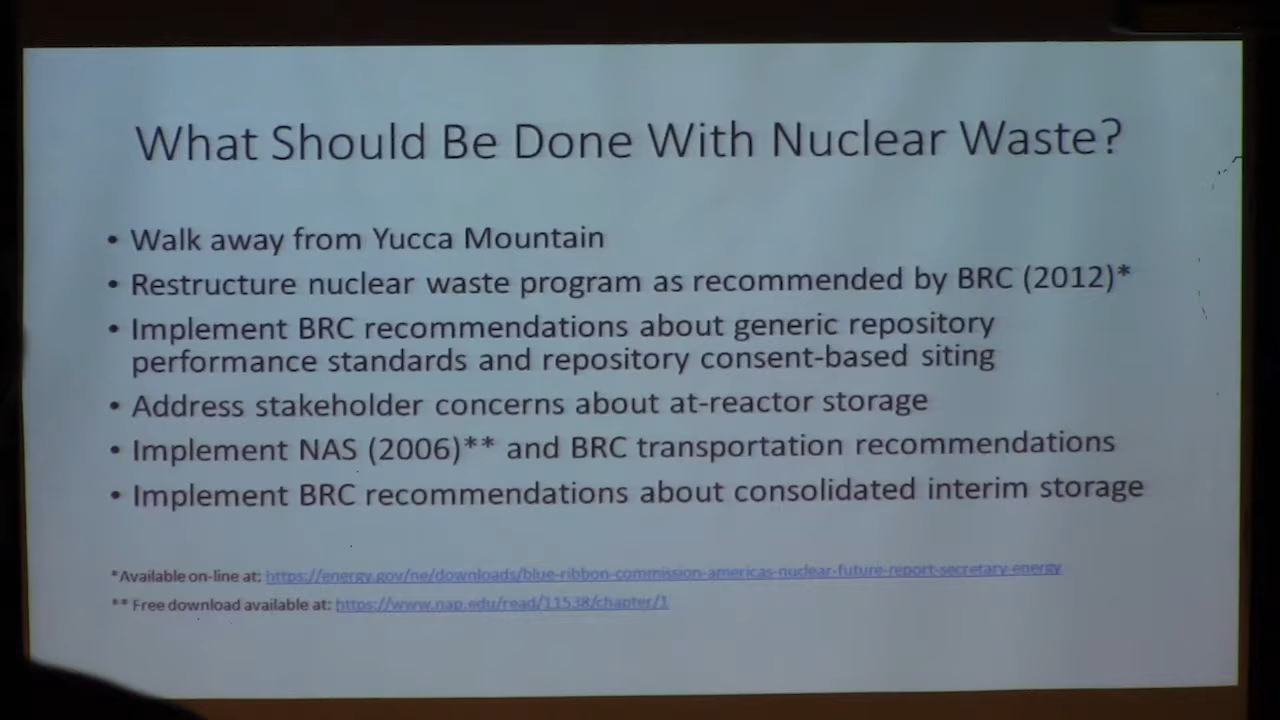 What Should Be Done With Nuclear Waste?
• Walk away from Yucca Mountain
• Restructure nuclear waste program as recommended by BRC (2012)*
• Implement BRC recommendations about generic repository
performance standards and repository consent-based siting
• Address stakeholder concerns about at-reactor storage
• Implement NAS (2006)** and BRC transportation recommendations
• Implement BRC recommendations about consolidated interim storage
*Available on-line at: https://energy.gov/ne/downloads/blue-ribbon-commission-americas-nuclear-future-report-secretary-energy
** Free download available at: https://www.nap.edu/read/11538/chapter/1